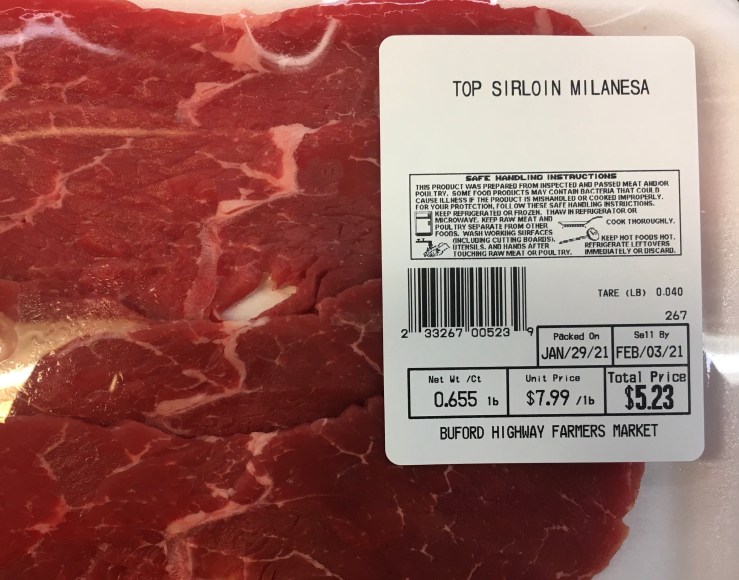 TOP SIRLOIN MILANESA
SAFE HANDLING INSTRUCTIONS
THIS PRODUCT WAS PREPARED FROM INSPECTED AND PASSED MEAT AND/OR
POULTRY. SOME FOOD PRODUCTS MAY CONTAIN BACTERIA THAT COULD
CAUSE ILLNESS IF THE PRODUCT IS MISHANDLED OR COOKED IMPROPERLY.
FOR YOUR PROTECTION, FOLLOW THESE SAFE HANDLING INSTRUCTIONS.
KEEP REFRIGERATED OR FROZEN. THAW IN REFRIGERATOR OR
MICROWAVE. KEEP RAW MEAT AND
POULTRY SEPARATE FROM OTHER
FOODS. WASH WORKING SURFACES
(INCLUDING CUTTING BOARDS),
UTENSILS, AND HANDS AFTER
TOUCHING RAW MEAT OR POULTRY.
COOK THOROUGHLY.
KEEP HOT FOODS HOT.
REFRIGERATE LEFTOVERS
IMMEDIATELY OR DISCARD.
TARE (LB) 0.040
267
2 33267 00523 9
Packed On
JAN/29/21
Sell By
FEB/03/21
Net Wt /Ct
0.655 lb
Unit Price
$7.99 /lb
Total Price
$5.23
BUFORD HIGHWAY FARMERS MARKET